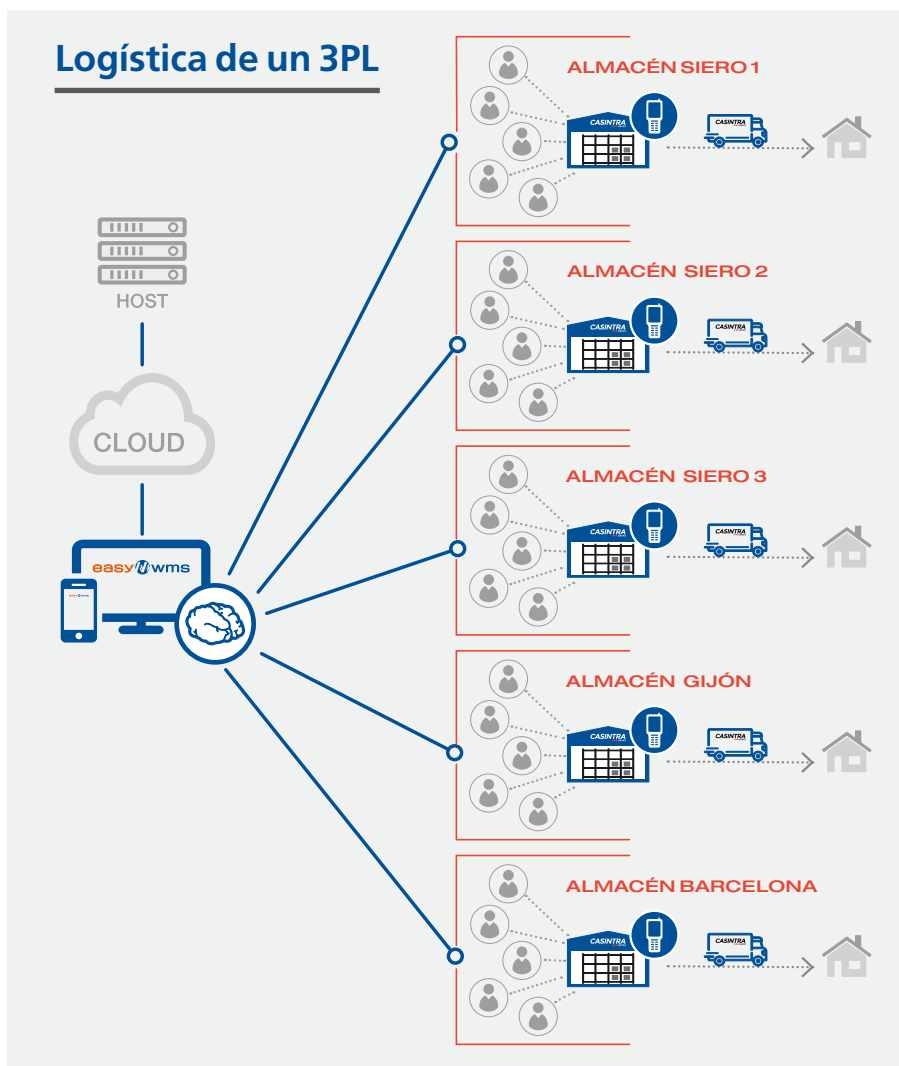 Logística de un 3PL
ALMACÉN SIERO 1
CASINTRA
CASINTRA
HOST
CLOUD
easy wms
ALMACÉN SIERO 2
CASINTRA
CASINTRA
ALMACÉN SIERO 3
CASINTRA
CASINTRA
ALMACÉN GIJÓN
CASINTRA
CASINTRA
ALMACÉN BARCELONA
CASINTRA
CASINTRA